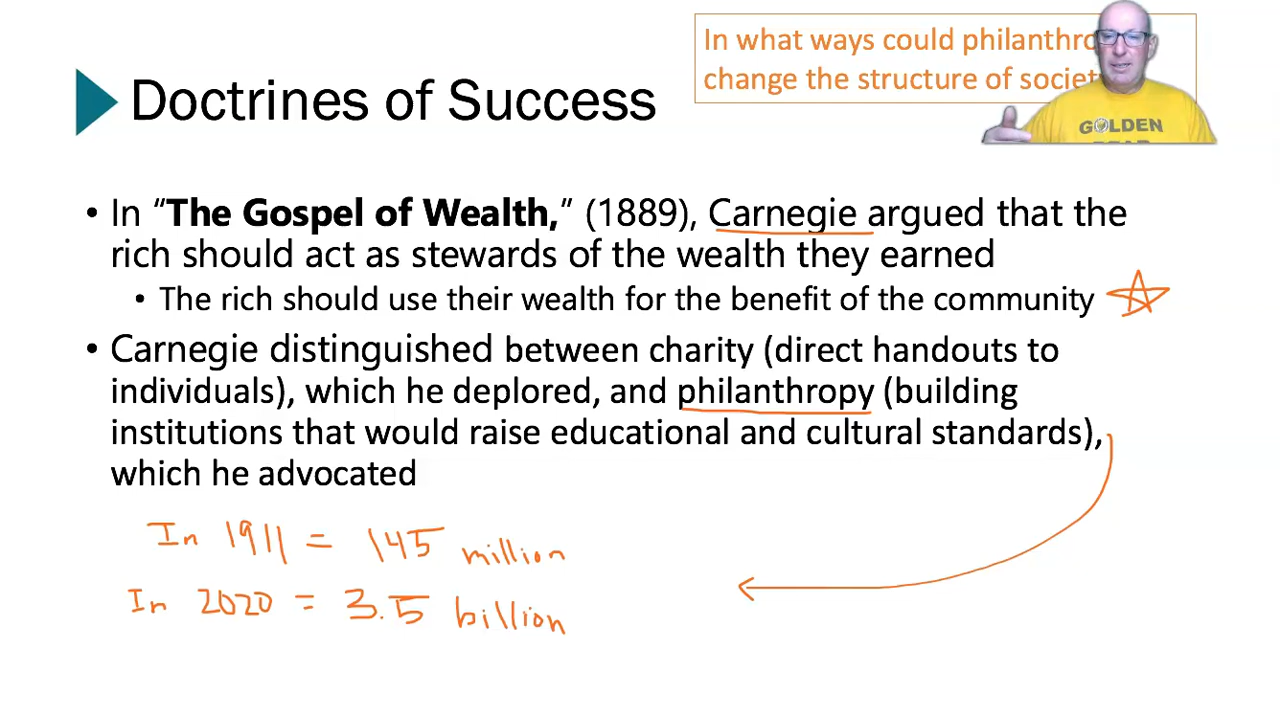 In what ways could
change the structure of
Doctrines of Success
GOLDEN
• In “The Gospel of Wealth,” (1889), Carnegie argued that the
rich should act as stewards of the wealth they earned
• The rich should use their wealth for the benefit of the community
• Carnegie distinguished between charity (direct handouts to
individuals), which he deplored, and philanthropy (building
institutions that would raise educational and cultural standards),
which he advocated
In 1911 = 145 million
In 2020 = 3.5 billion